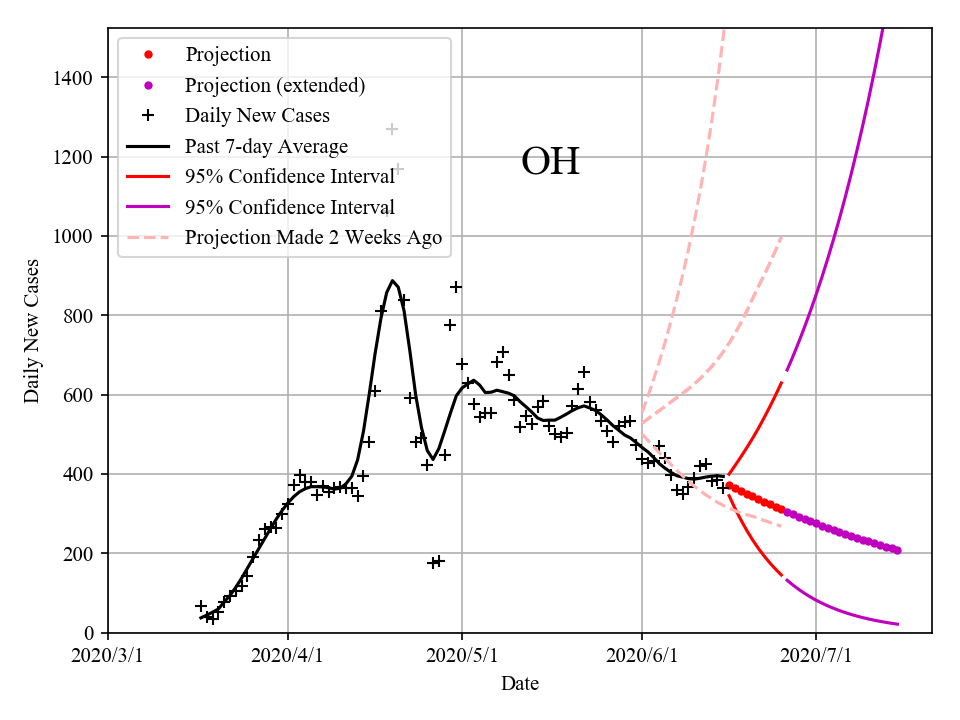 Projection
Projection (extended)
Daily New Cases
Past 7-day Average
95% Confidence Interval
95% Confidence Interval
Projection Made 2 Weeks Ago
OH
1400
1200
1000
800
600
400
200
0
Daily New Cases
2020/3/1 2020/4/1 2020/5/1 2020/6/1 2020/7/1
Date